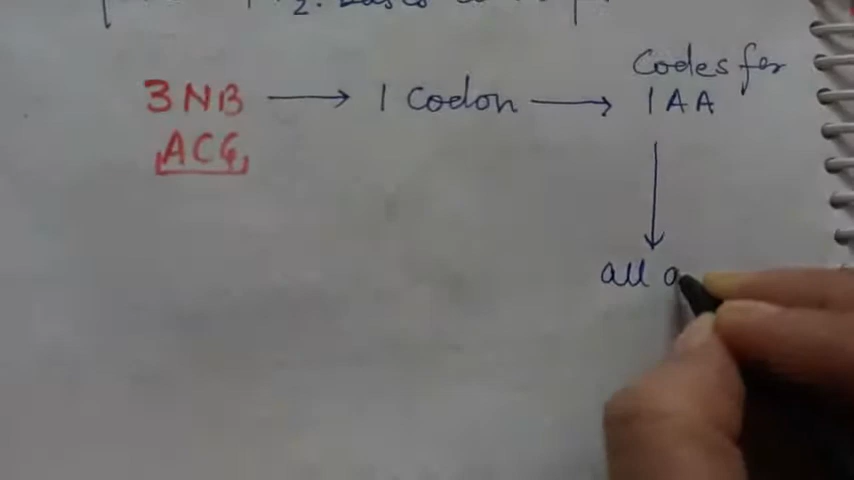 Codes for
3NB → 1 Codon → 1AA
ACG
all a